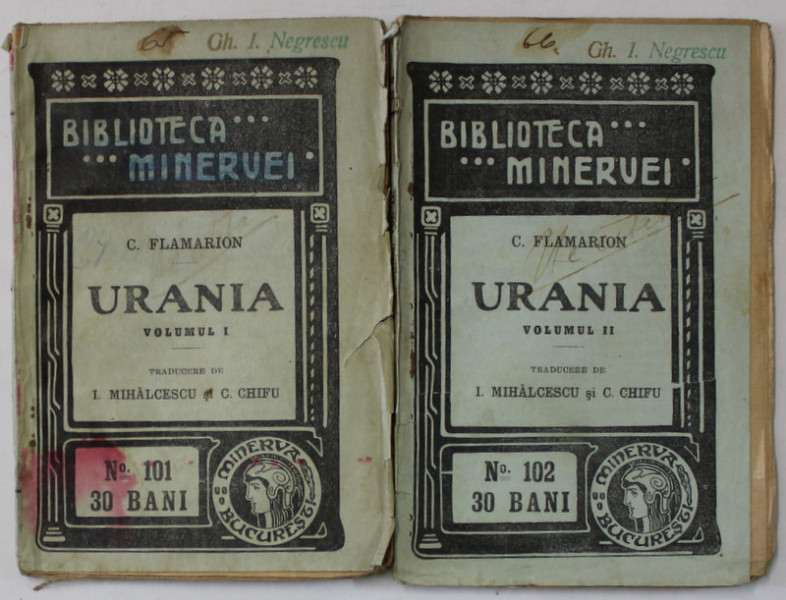 65 Gh. I. Negrescu
BIBLIOTECA
MINERVEI
C. FLAMARION
URANIA
VOLUMUL I
TRADUCERE DE
I. MIHĂLCESCU și C. CHIFU
No. 101
30 BANI
MINERVA
BUCUREȘTI
66. Gh. I. Negrescu
BIBLIOTECA
MINERVEI
C. FLAMARION
URANIA
VOLUMUL II
TRADUCERE DE
I. MIHĂLCESCU și C. CHIFU
No. 102
30 BANI
MINERVA
BUCUREȘTI